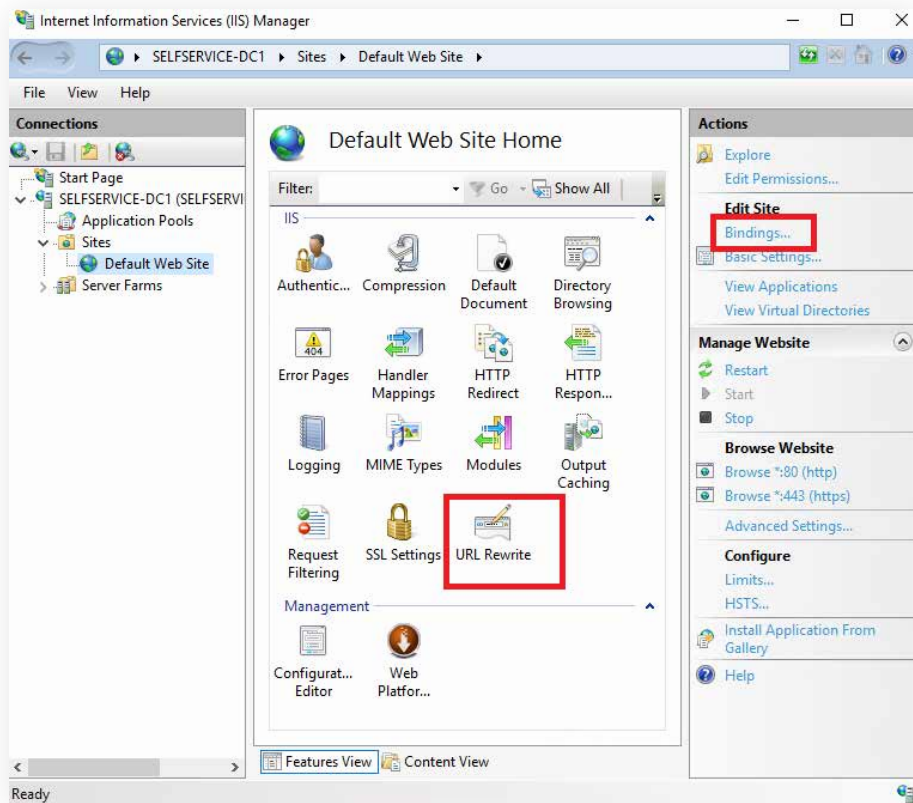 Internet Information Services (IIS) Manager
SELFSERVICE-DC1 Sites Default Web Site
File View Help
Connections
Start Page
SELFSERVICE-DC1 (SELFSERVI
Application Pools
Sites
Default Web Site
Server Farms
Default Web Site Home
Filter: Go Show All
IIS
Authentic... Compression Default Document Directory Browsing
Error Pages Handler Mappings HTTP Redirect HTTP Respon...
404
Logging MIME Types Modules Output Caching
Request Filtering SSL Settings URL Rewrite
Management
Configurat... Editor Web Platfor...
Features View Content View
Actions
Explore
Edit Permissions...
Edit Site
Bindings...
Basic Settings...
View Applications
View Virtual Directories
Manage Website
Restart
Start
Stop
Browse Website
Browse *:80 (http)
Browse *:443 (https)
Advanced Settings...
Configure
Limits...
HSTS...
Install Application From
Gallery
Help
Ready